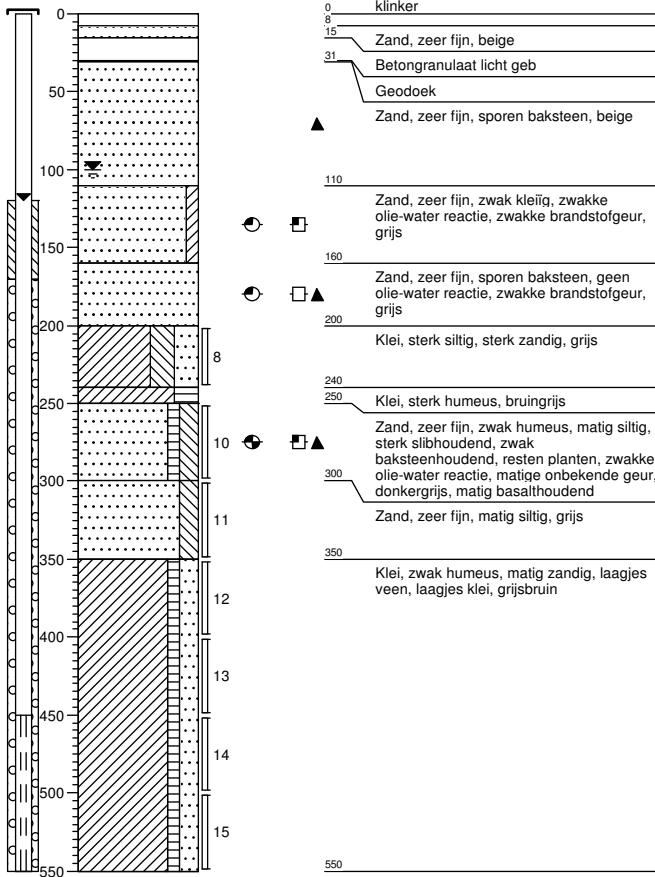 0
50
100
150
200
250
300
350
400
450
500
550
8
10
11
12
13
14
15
0
klinker
8
15
Zand, zeer fijn, beige
31
Betongranulaat licht geb
Geodoek
Zand, zeer fijn, sporen baksteen, beige
110
Zand, zeer fijn, zwak kleiïg, zwakke
olie-water reactie, zwakke brandstofgeur,
grijs
160
Zand, zeer fijn, sporen baksteen, geen
olie-water reactie, zwakke brandstofgeur,
grijs
200
Klei, sterk siltig, sterk zandig, grijs
240
250
Klei, sterk humeus, bruingrijs
Zand, zeer fijn, zwak humeus, matig siltig,
sterk slibhoudend, zwak
baksteenhoudend, resten planten, zwakke
olie-water reactie, matige onbekende geur,
donkergrijs, matig basalthoudend
300
Zand, zeer fijn, matig siltig, grijs
350
Klei, zwak humeus, matig zandig, laagjes
veen, laagjes klei, grijsbruin
550